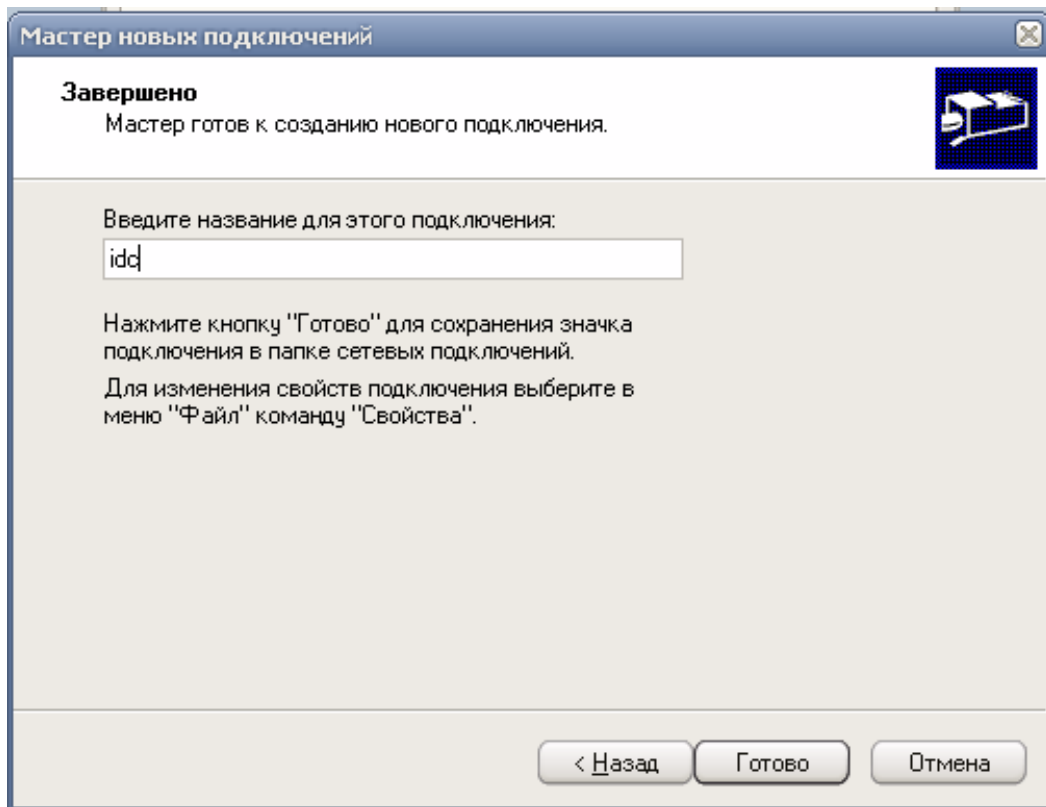 Мастер новых подключений
Завершено
Мастер готов к созданию нового подключения.
Введите название для этого подключения:
idc
Нажмите кнопку "Готово" для сохранения значка
подключения в папке сетевых подключений.
Для изменения свойств подключения выберите в
меню "Файл" команду "Свойства".
< Назад Готово Отмена